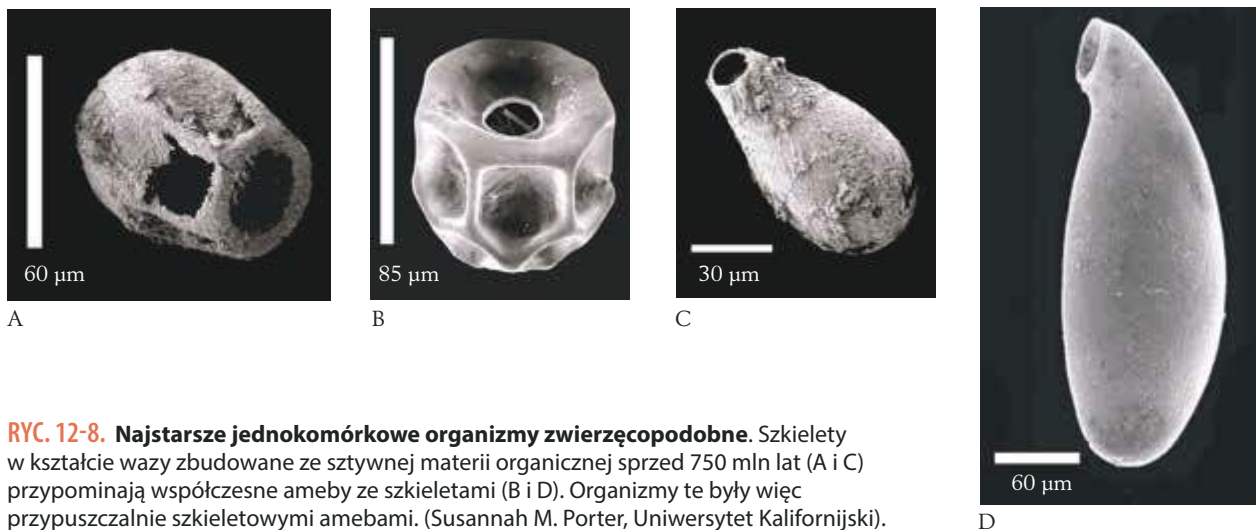 60 µm
A
85 µm
B
30 µm
C
60 µm
D
RYC. 12-8. Najstarsze jednokomórkowe organizmy zwierzęcopodobne. Szkielety
w kształcie wazy zbudowane ze sztywnej materii organicznej sprzed 750 mln lat (A i C)
przypominają współczesne ameby ze szkieletami (B i D). Organizmy te były więc
przypuszczalnie szkieletowymi amebami. (Susannah M. Porter, Uniwersytet Kalifornijski).